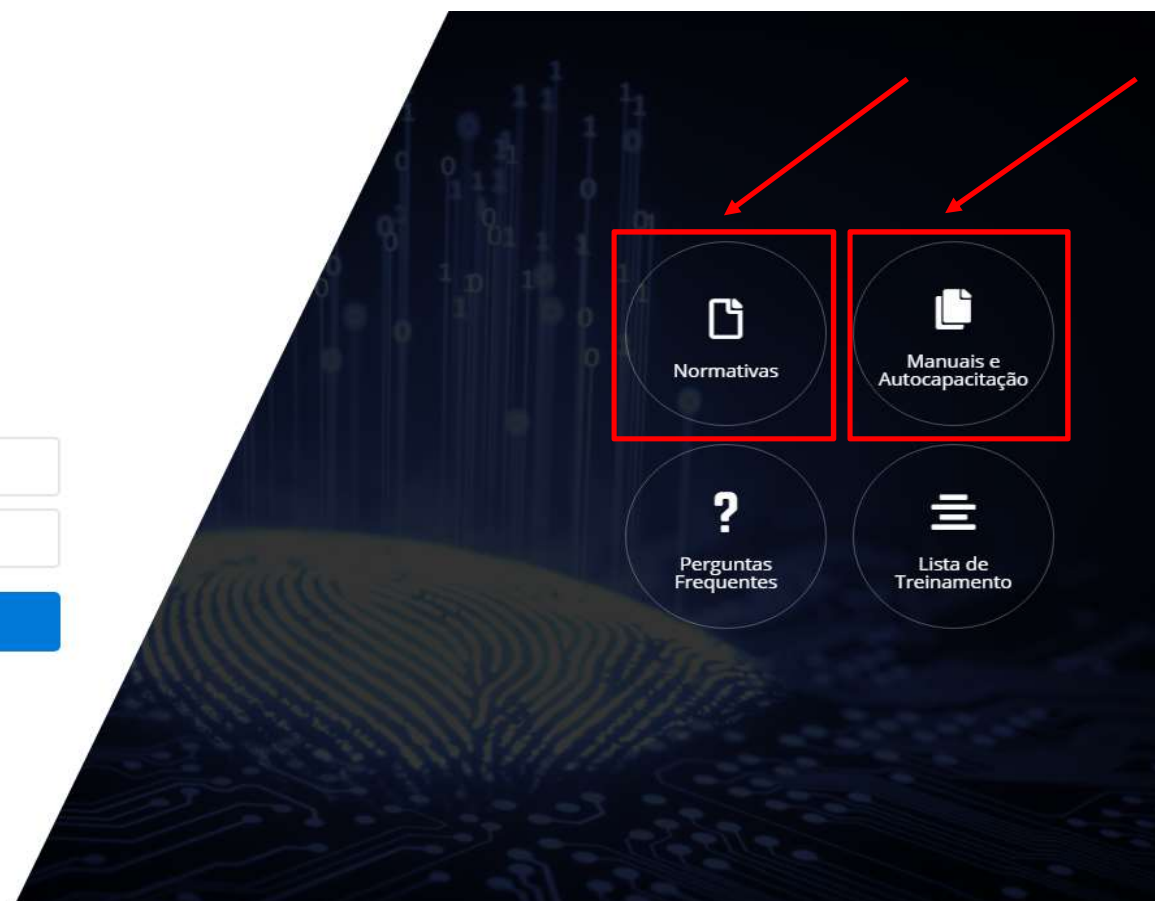 Normativas
Manuais e
Autocapacitação
?
Perguntas
Frequentes
Lista de
Treinamento